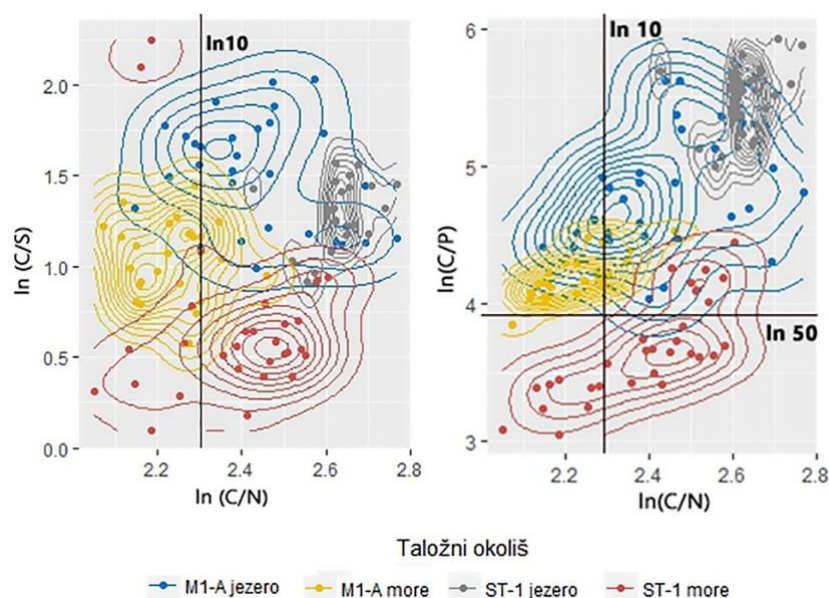 ln10
2.0
1.5
1.0
0.5
0.0
ln (C/S)
2.2
2.4
2.6
ln (C/N)
ln 10
6
5
4
3
ln(C/P)
ln 50
2.2
2.4
2.6
2.8
ln(C/N)
Taložni okoliš
M1-A jezero
M1-A more
ST-1 jezero
ST-1 more